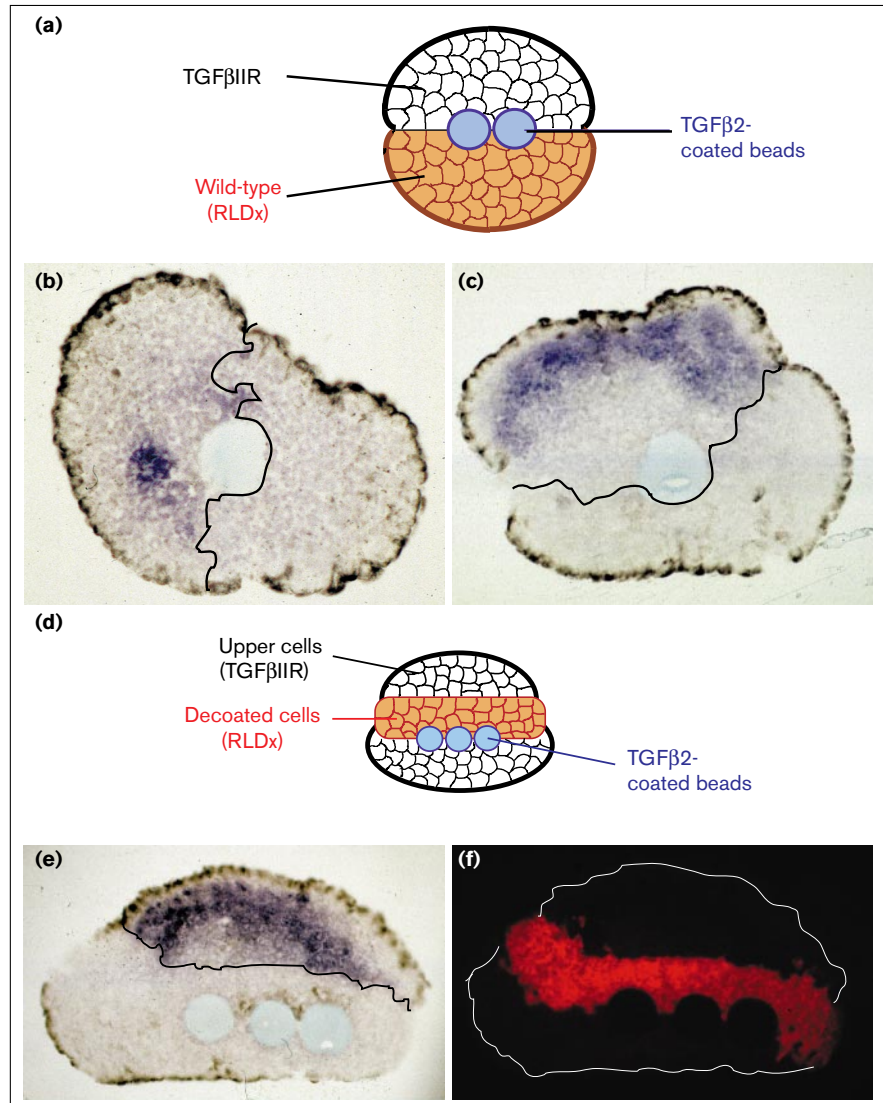 (a)
TGFβIIR
TGFβ2-
coated beads
Wild-type
(RLDx)
(b)
(c)
(d)
Upper cells
(TGFβIIR)
Decoated cells
(RLDx)
TGFβ2-
coated beads
(e)
(f)